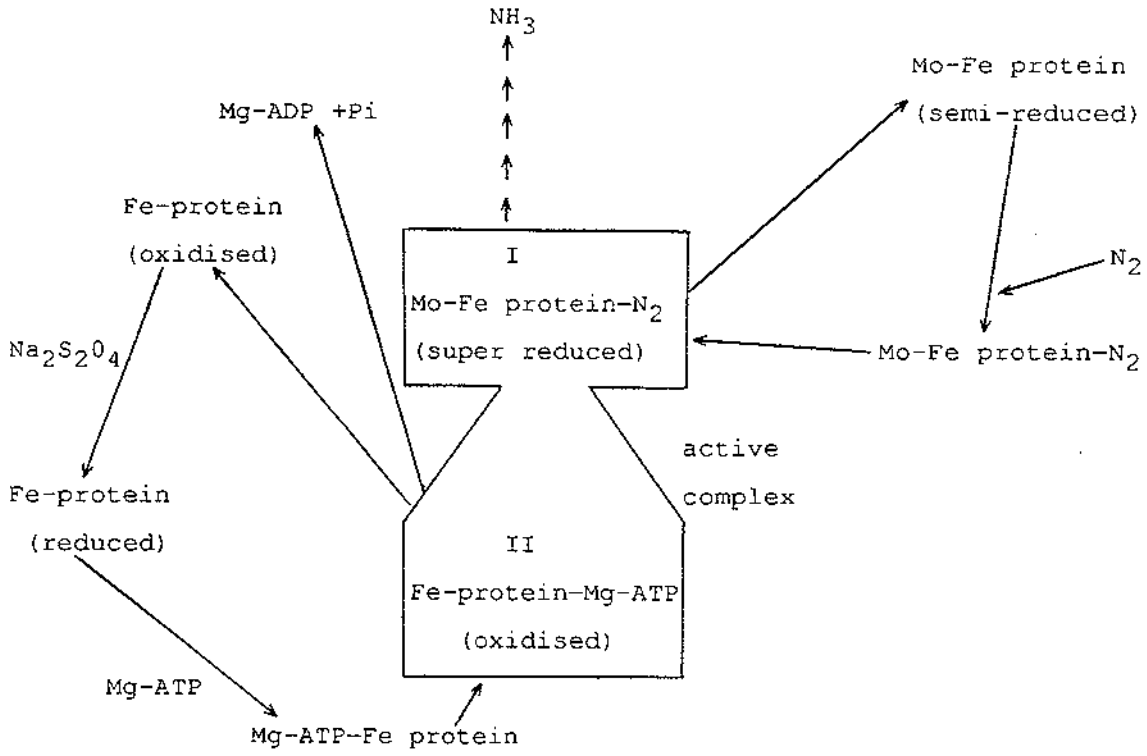 NH3
Mo-Fe protein
(semi-reduced)
Mg-ADP +Pi
Fe-protein
(oxidised)
I
N2
Mo-Fe protein-N2
(super reduced)
Na2S2O4
Mo-Fe protein-N2
active
complex
Fe-protein
(reduced)
II
Fe-protein-Mg-ATP
(oxidised)
Mg-ATP
Mg-ATP-Fe protein